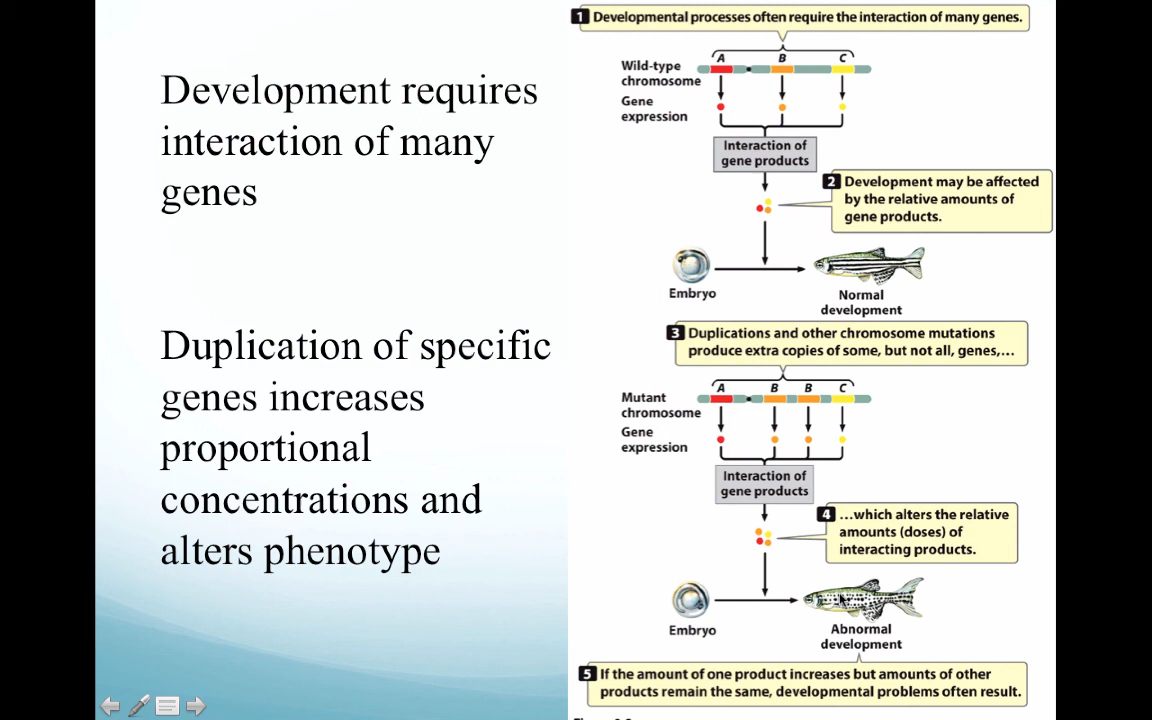 Development requires
interaction of many
genes
Duplication of specific
genes increases
proportional
concentrations and
alters phenotype
1 Developmental processes often require the interaction of many genes.
A B C
Wild-type
chromosome
Gene
expression
Interaction of
gene products
2 Development may be affected
by the relative amounts of
gene products.
Embryo
Normal
development
3 Duplications and other chromosome mutations
produce extra copies of some, but not all, genes,...
A B B C
Mutant
chromosome
Gene
expression
Interaction of
gene products
4 ...which alters the relative
amounts (doses) of
interacting products.
Embryo
Abnormal
development
5 If the amount of one product increases but amounts of other
products remain the same, developmental problems often result.